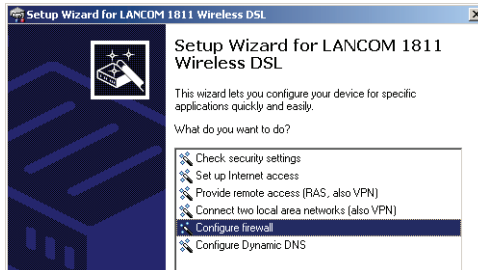 Setup Wizard for LANCOM 1811 Wireless DSL
Setup Wizard for LANCOM 1811
Wireless DSL
This wizard lets you configure your device for specific
applications quickly and easily.
What do you want to do?
Check security settings
Set up Internet access
Provide remote access (RAS, also VPN)
Connect two local area networks (also VPN)
Configure firewall
Configure Dynamic DNS